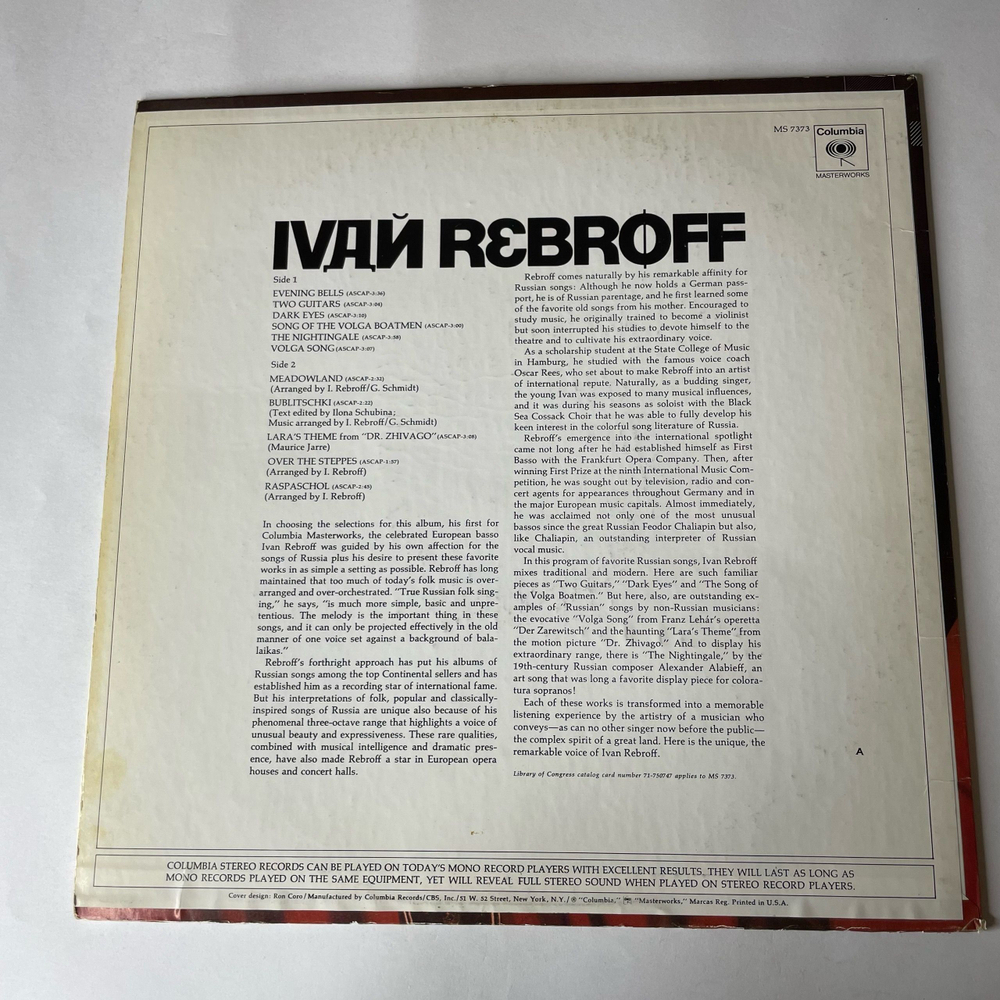 MS 7373
Columbia
MASTERWORKS
IVAЙ RƐBRØFF
Side 1
EVENING BELLS (ASCAP-3:36)
TWO GUITARS (ASCAP-3:04)
DARK EYES (ASCAP-3:10)
SONG OF THE VOLGA BOATMEN (ASCAP-3:00)
THE NIGHTINGALE (ASCAP-3:58)
VOLGA SONG (ASCAP-3:07)
Side 2
MEADOWLAND (ASCAP-2:32)
(Arranged by I. Rebroff/G. Schmidt)
BUBLITSCHKI (ASCAP-2:22)
(Text edited by Ilona Schubina;
Music arranged by I. Rebroff/G. Schmidt)
LARA'S THEME from "DR. ZHIVAGO" (ASCAP-3:08)
(Maurice Jarre)
OVER THE STEPPES (ASCAP-1:57)
(Arranged by I. Rebroff)
RASPASCHOL (ASCAP-2:45)
(Arranged by I. Rebroff)
In choosing the selections for this album, his first for
Columbia Masterworks, the celebrated European basso
Ivan Rebroff was guided by his own affection for the
songs of Russia plus his desire to present these favorite
works in as simple a setting as possible. Rebroff has long
maintained that too much of today's folk music is over-
arranged and over-orchestrated. "True Russian folk sing-
ing," he says, "is much more simple, basic and unpre-
tentious. The melody is the important thing in these
songs, and it can only be projected effectively in the old
manner of one voice set against a background of bala-
laikas."
Rebroff's forthright approach has put his albums of
Russian songs among the top Continental sellers and has
established him as a recording star of international fame.
But his interpretations of folk, popular and classically-
inspired songs of Russia are unique also because of his
phenomenal three-octave range that highlights a voice of
unusual beauty and expressiveness. These rare qualities,
combined with musical intelligence and dramatic pres-
ence, have also made Rebroff a star in European opera
houses and concert halls.
Rebroff comes naturally by his remarkable affinity for
Russian songs: Although he now holds a German pass-
port, he is of Russian parentage, and he first learned some
of the favorite old songs from his mother. Encouraged to
study music, he originally trained to become a violinist
but soon interrupted his studies to devote himself to the
theatre and to cultivate his extraordinary voice.
As a scholarship student at the State College of Music
in Hamburg, he studied with the famous voice coach
Oscar Rees, who set about to make Rebroff into an artist
of international repute. Naturally, as a budding singer,
the young Ivan was exposed to many musical influences,
and it was during his seasons as soloist with the Black
Sea Cossack Choir that he was able to fully develop his
keen interest in the colorful song literature of Russia.
Rebroff's emergence into the international spotlight
came not long after he had established himself as First
Basso with the Frankfurt Opera Company. Then, after
winning First Prize at the ninth International Music Com-
petition, he was sought out by television, radio and con-
cert agents for appearances throughout Germany and in
the major European music capitals. Almost immediately,
he was acclaimed not only one of the most unusual
bassos since the great Russian Feodor Chaliapin but also,
like Chaliapin, an outstanding interpreter of Russian
vocal music.
In this program of favorite Russian songs, Ivan Rebroff
mixes traditional and modern. Here are such familiar
pieces as "Two Guitars," "Dark Eyes" and "The Song of
the Volga Boatmen." But here, also, are outstanding ex-
amples of "Russian" songs by non-Russian musicians:
the evocative "Volga Song" from Franz Lehár's operetta
"Der Zarewitsch" and the haunting "Lara's Theme" from
the motion picture "Dr. Zhivago." And to display his
extraordinary range, there is "The Nightingale," by the
19th-century Russian composer Alexander Alabieff, an
art song that was long a favorite display piece for colora-
tura sopranos!
Each of these works is transformed into a memorable
listening experience by the artistry of a musician who
conveys—as can no other singer now before the public—
the complex spirit of a great land. Here is the unique, the
remarkable voice of Ivan Rebroff.
A
Library of Congress catalog card number 71-750747 applies to MS 7373.
COLUMBIA STEREO RECORDS CAN BE PLAYED ON TODAY'S MONO RECORD PLAYERS WITH EXCELLENT RESULTS. THEY WILL LAST AS LONG AS
MONO RECORDS PLAYED ON THE SAME EQUIPMENT, YET WILL REVEAL FULL STEREO SOUND WHEN PLAYED ON STEREO RECORD PLAYERS.
Cover design: Ron Coro/Manufactured by Columbia Records/CBS, Inc./51 W. 52 Street, New York, N.Y./® "Columbia," "Masterworks," Marcas Reg. Printed in U.S.A.